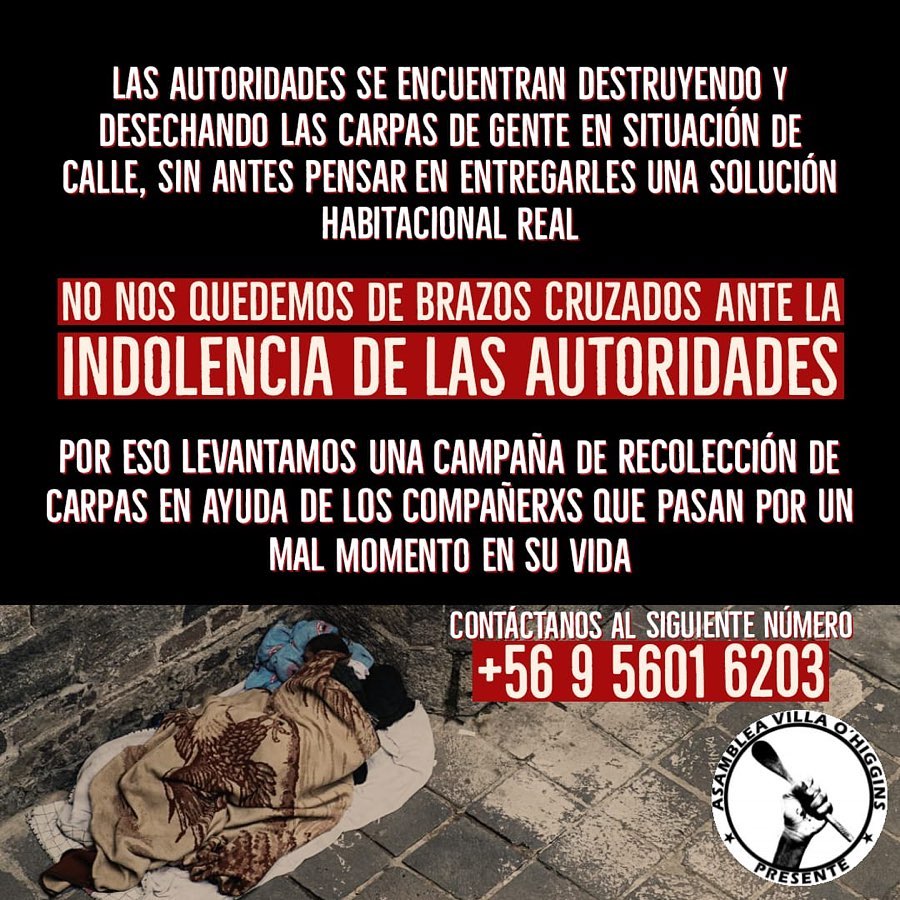 LAS AUTORIDADES SE ENCUENTRAN DESTRUYENDO Y
DESECHANDO LAS CARPAS DE GENTE EN SITUACIÓN DE
CALLE, SIN ANTES PENSAR EN ENTREGARLES UNA SOLUCIÓN
HABITACIONAL REAL
NO NOS QUEDEMOS DE BRAZOS CRUZADOS ANTE LA
INDOLENCIA DE LAS AUTORIDADES
POR ESO LEVANTAMOS UNA CAMPAÑA DE RECOLECCIÓN DE
CARPAS EN AYUDA DE LOS COMPAÑERXS QUE PASAN POR UN
MAL MOMENTO EN SU VIDA
CONTÁCTANOS AL SIGUIENTE NÚMERO
+56 9 5601 6203
ASAMBLEA VILLA O'HIGGINS
PRESENTE